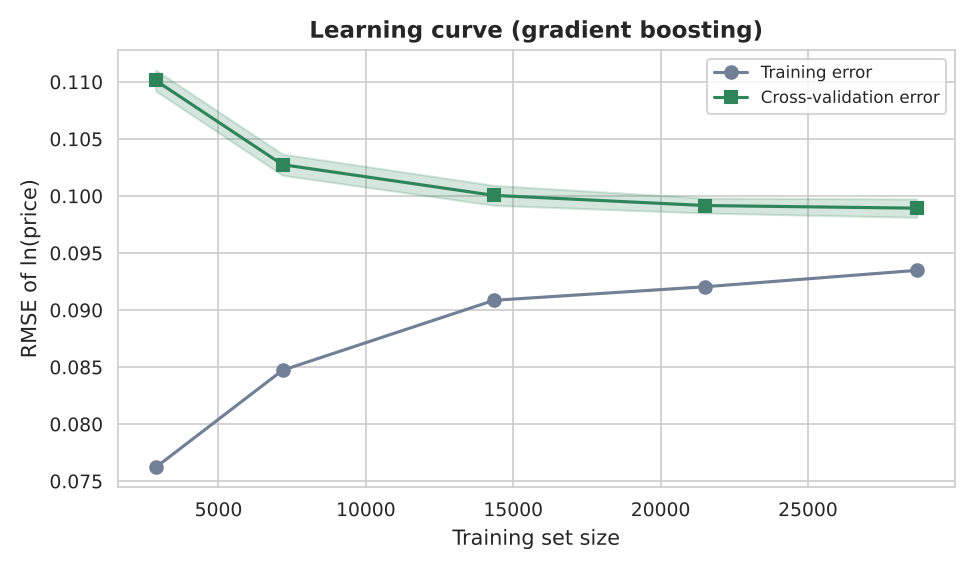 Learning curve (gradient boosting)
Training error
Cross-validation error
RMSE of ln(price)
0.110
0.105
0.100
0.095
0.090
0.085
0.080
0.075
5000 10000 15000 20000 25000
Training set size